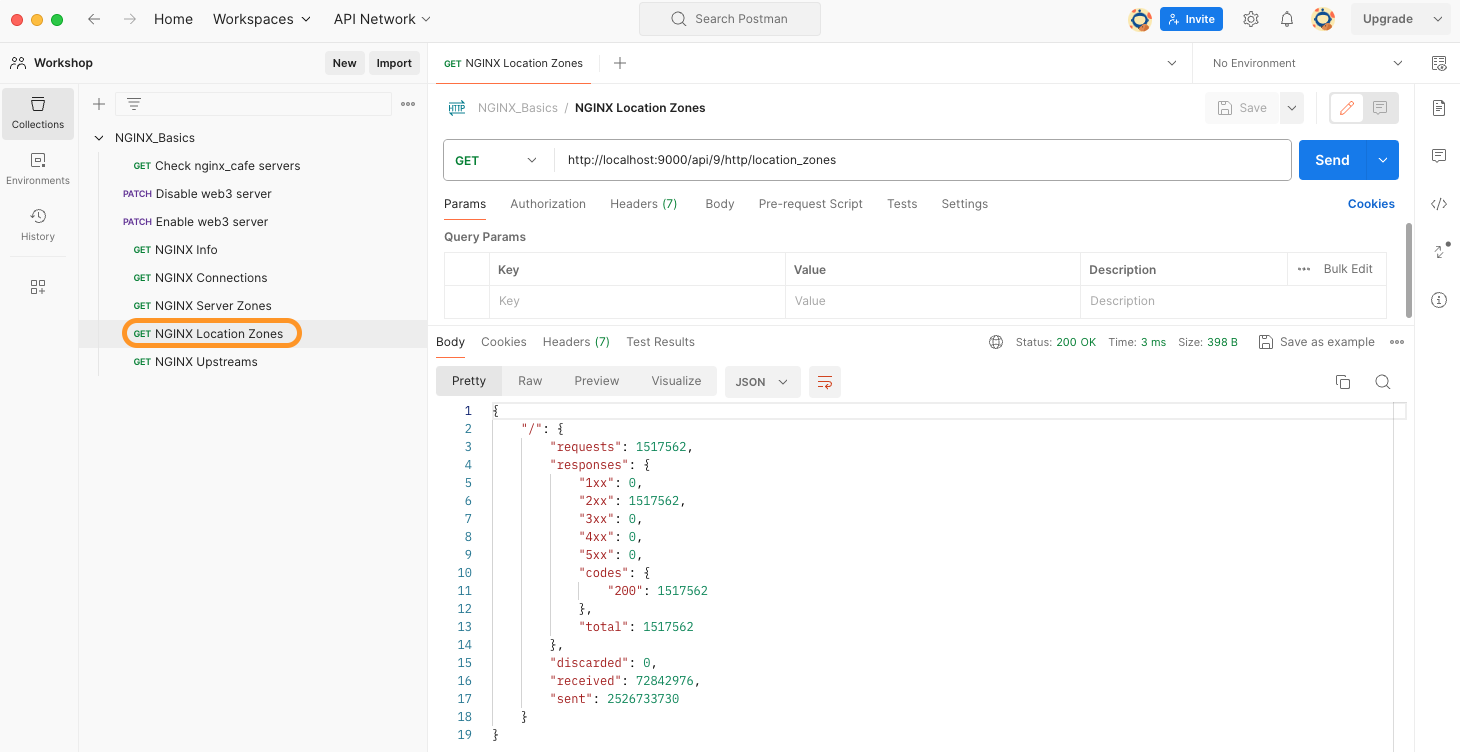 Home
Workspaces
API Network
Search Postman
Invite
Upgrade
Workshop
New
Import
GET NGINX Location Zones
No Environment
Collections
Environments
History
NGINX_Basics
GET Check nginx_cafe servers
PATCH Disable web3 server
PATCH Enable web3 server
GET NGINX Info
GET NGINX Connections
GET NGINX Server Zones
GET NGINX Location Zones
GET NGINX Upstreams
HTTP NGINX_Basics / NGINX Location Zones
Save
GET http://localhost:9000/api/9/http/location_zones
Send
Params Authorization Headers (7) Body Pre-request Script Tests Settings
Cookies
Query Params
Key Value Description ••• Bulk Edit
Key Value Description
Body Cookies Headers (7) Test Results
Status: 200 OK Time: 3 ms Size: 398 B
Save as example
Pretty Raw Preview Visualize JSON
1 {
2 "/": {
3 "requests": 1517562,
4 "responses": {
5 "1xx": 0,
6 "2xx": 1517562,
7 "3xx": 0,
8 "4xx": 0,
9 "5xx": 0,
10 "codes": {
11 "200": 1517562
12 },
13 "total": 1517562
14 },
15 "discarded": 0,
16 "received": 72842976,
17 "sent": 2526733730
18 }
19 }